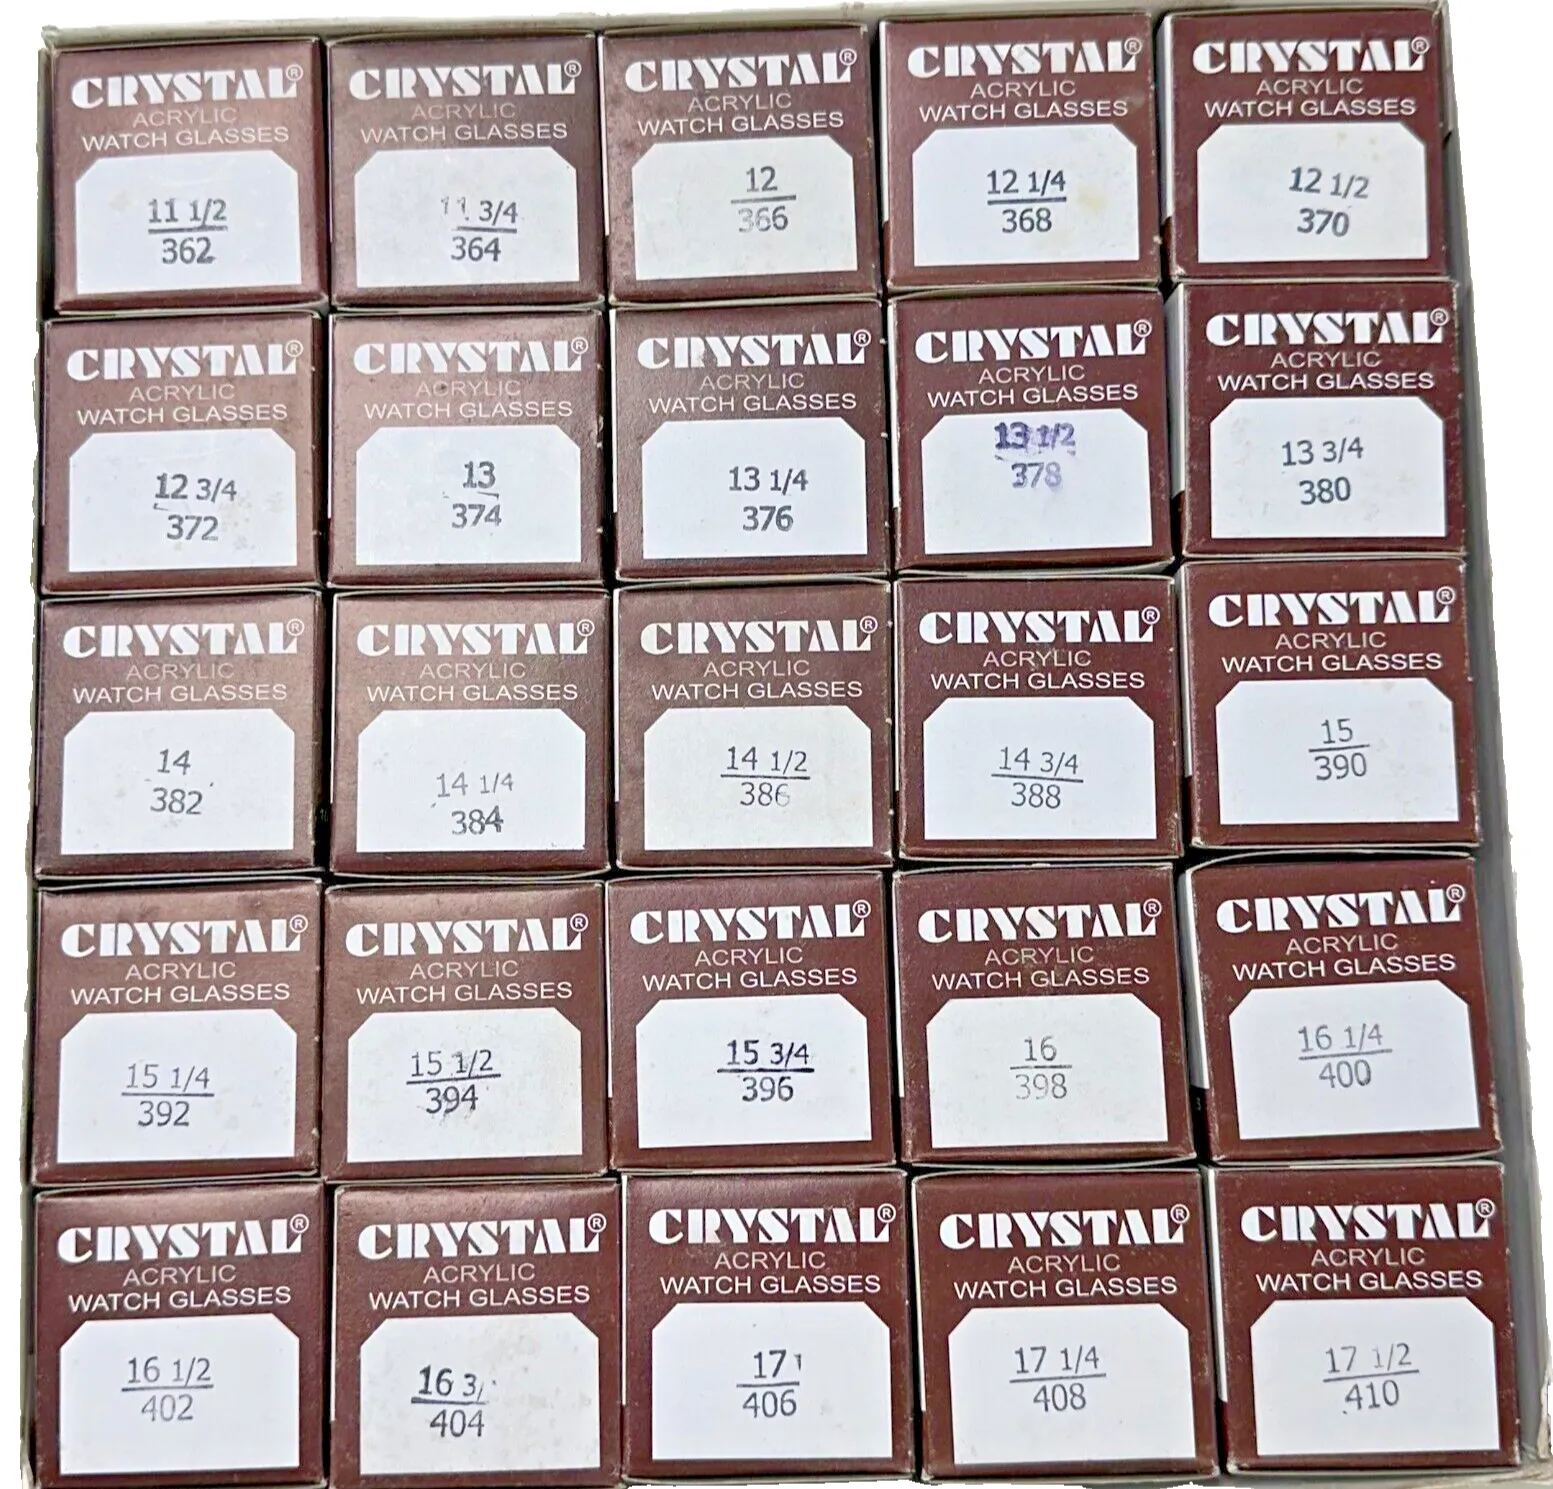 CRYSTAL®
ACRYLIC
WATCH GLASSES
11 1/2
362
CRYSTAL®
ACRYLIC
WATCH GLASSES
11 3/4
364
CRYSTAL®
ACRYLIC
WATCH GLASSES
12
366
CRYSTAL®
ACRYLIC
WATCH GLASSES
12 1/4
368
CRYSTAL®
ACRYLIC
WATCH GLASSES
12 1/2
370
CRYSTAL®
ACRYLIC
WATCH GLASSES
12 3/4
372
CRYSTAL®
ACRYLIC
WATCH GLASSES
13
374
CRYSTAL®
ACRYLIC
WATCH GLASSES
13 1/4
376
CRYSTAL®
ACRYLIC
WATCH GLASSES
13 1/2
378
CRYSTAL®
ACRYLIC
WATCH GLASSES
13 3/4
380
CRYSTAL®
ACRYLIC
WATCH GLASSES
14
382
CRYSTAL®
ACRYLIC
WATCH GLASSES
14 1/4
384
CRYSTAL®
ACRYLIC
WATCH GLASSES
14 1/2
386
CRYSTAL®
ACRYLIC
WATCH GLASSES
14 3/4
388
CRYSTAL®
ACRYLIC
WATCH GLASSES
15
390
CRYSTAL®
ACRYLIC
WATCH GLASSES
15 1/4
392
CRYSTAL®
ACRYLIC
WATCH GLASSES
15 1/2
394
CRYSTAL®
ACRYLIC
WATCH GLASSES
15 3/4
396
CRYSTAL®
ACRYLIC
WATCH GLASSES
16
398
CRYSTAL®
ACRYLIC
WATCH GLASSES
16 1/4
400
CRYSTAL®
ACRYLIC
WATCH GLASSES
16 1/2
402
CRYSTAL®
ACRYLIC
WATCH GLASSES
16 3/
404
CRYSTAL®
ACRYLIC
WATCH GLASSES
17
406
CRYSTAL®
ACRYLIC
WATCH GLASSES
17 1/4
408
CRYSTAL®
ACRYLIC
WATCH GLASSES
17 1/2
410